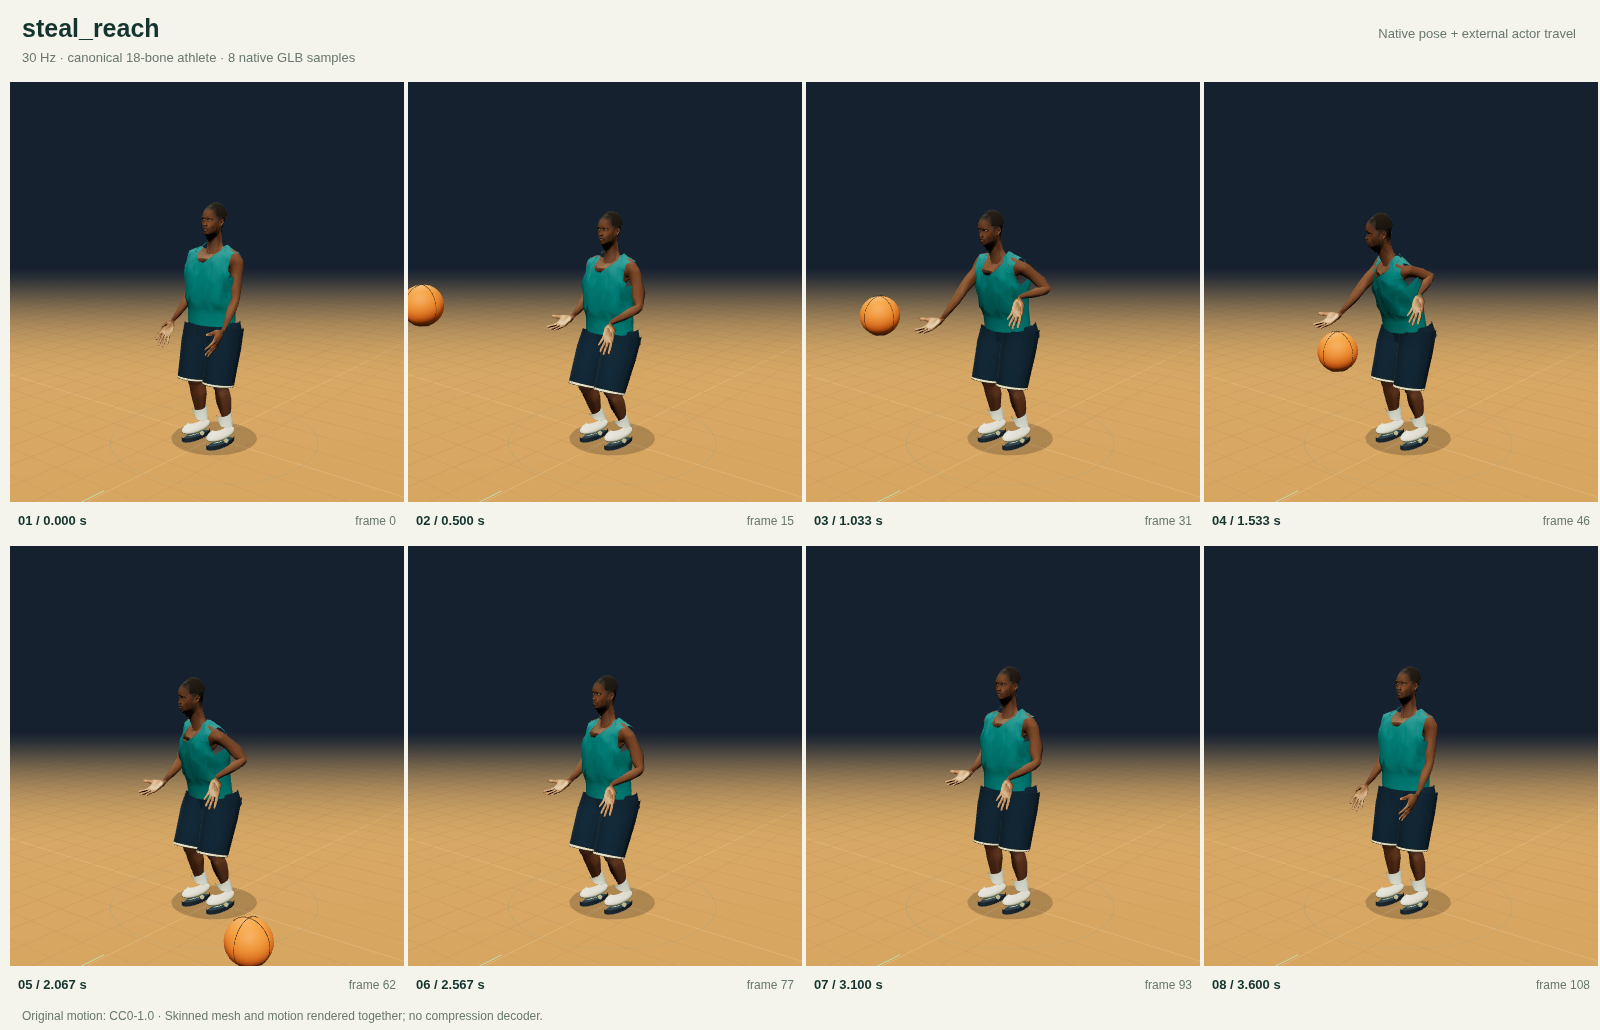 steal_reach
Native pose + external actor travel
30 Hz · canonical 18-bone athlete · 8 native GLB samples
01 / 0.000 s frame 0 02 / 0.500 s frame 15 03 / 1.033 s frame 31 04 / 1.533 s frame 46
05 / 2.067 s frame 62 06 / 2.567 s frame 77 07 / 3.100 s frame 93 08 / 3.600 s frame 108
Original motion: CC0-1.0 · Skinned mesh and motion rendered together; no compression decoder.